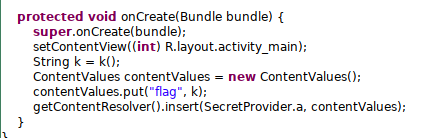 protected void onCreate(Bundle bundle) {
super.onCreate(bundle);
setContentView((int) R.layout.activity_main);
String k = k();
ContentValues contentValues = new ContentValues();
contentValues.put("flag", k);
getContentResolver().insert(SecretProvider.a, contentValues);
}
}